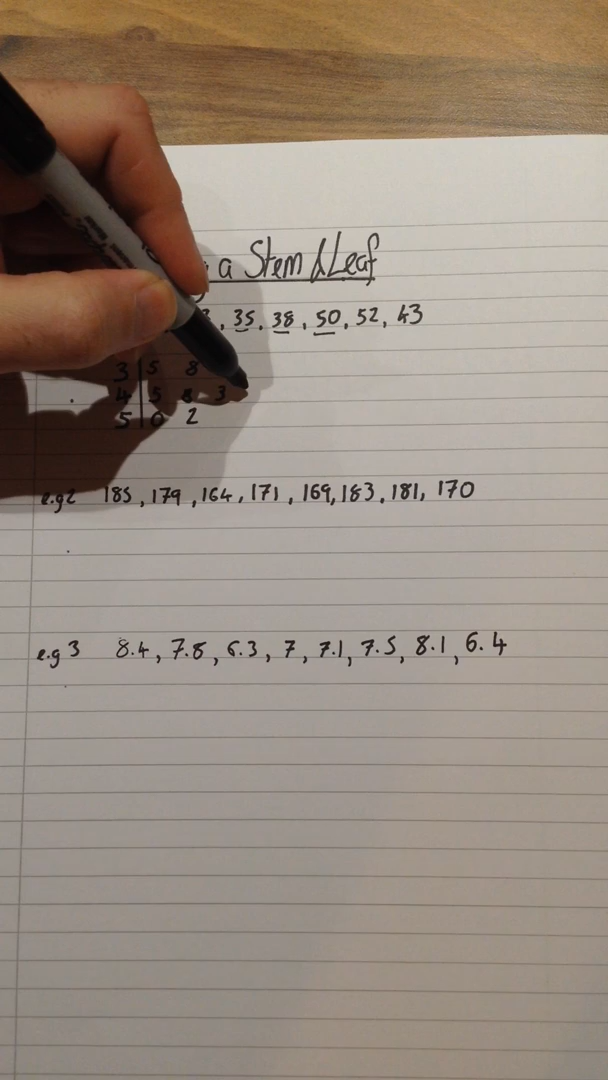 a Stem & Leaf
, 35, 38, 50, 52, 43
3 | 5 8
4 | 5 8 3
5 | 0 2
e.g2 185, 179, 164, 171, 169, 183, 181, 170
e.g 3 8.4, 7.8, 6.3, 7, 7.1, 7.5, 8.1, 6.4